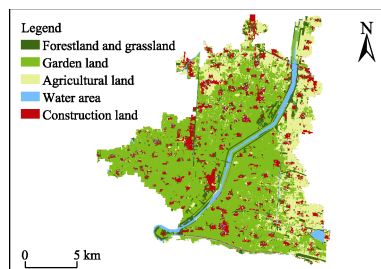 Legend
Forestland and grassland
Garden land
Agricultural land
Water area
Construction land
N
0 5 km